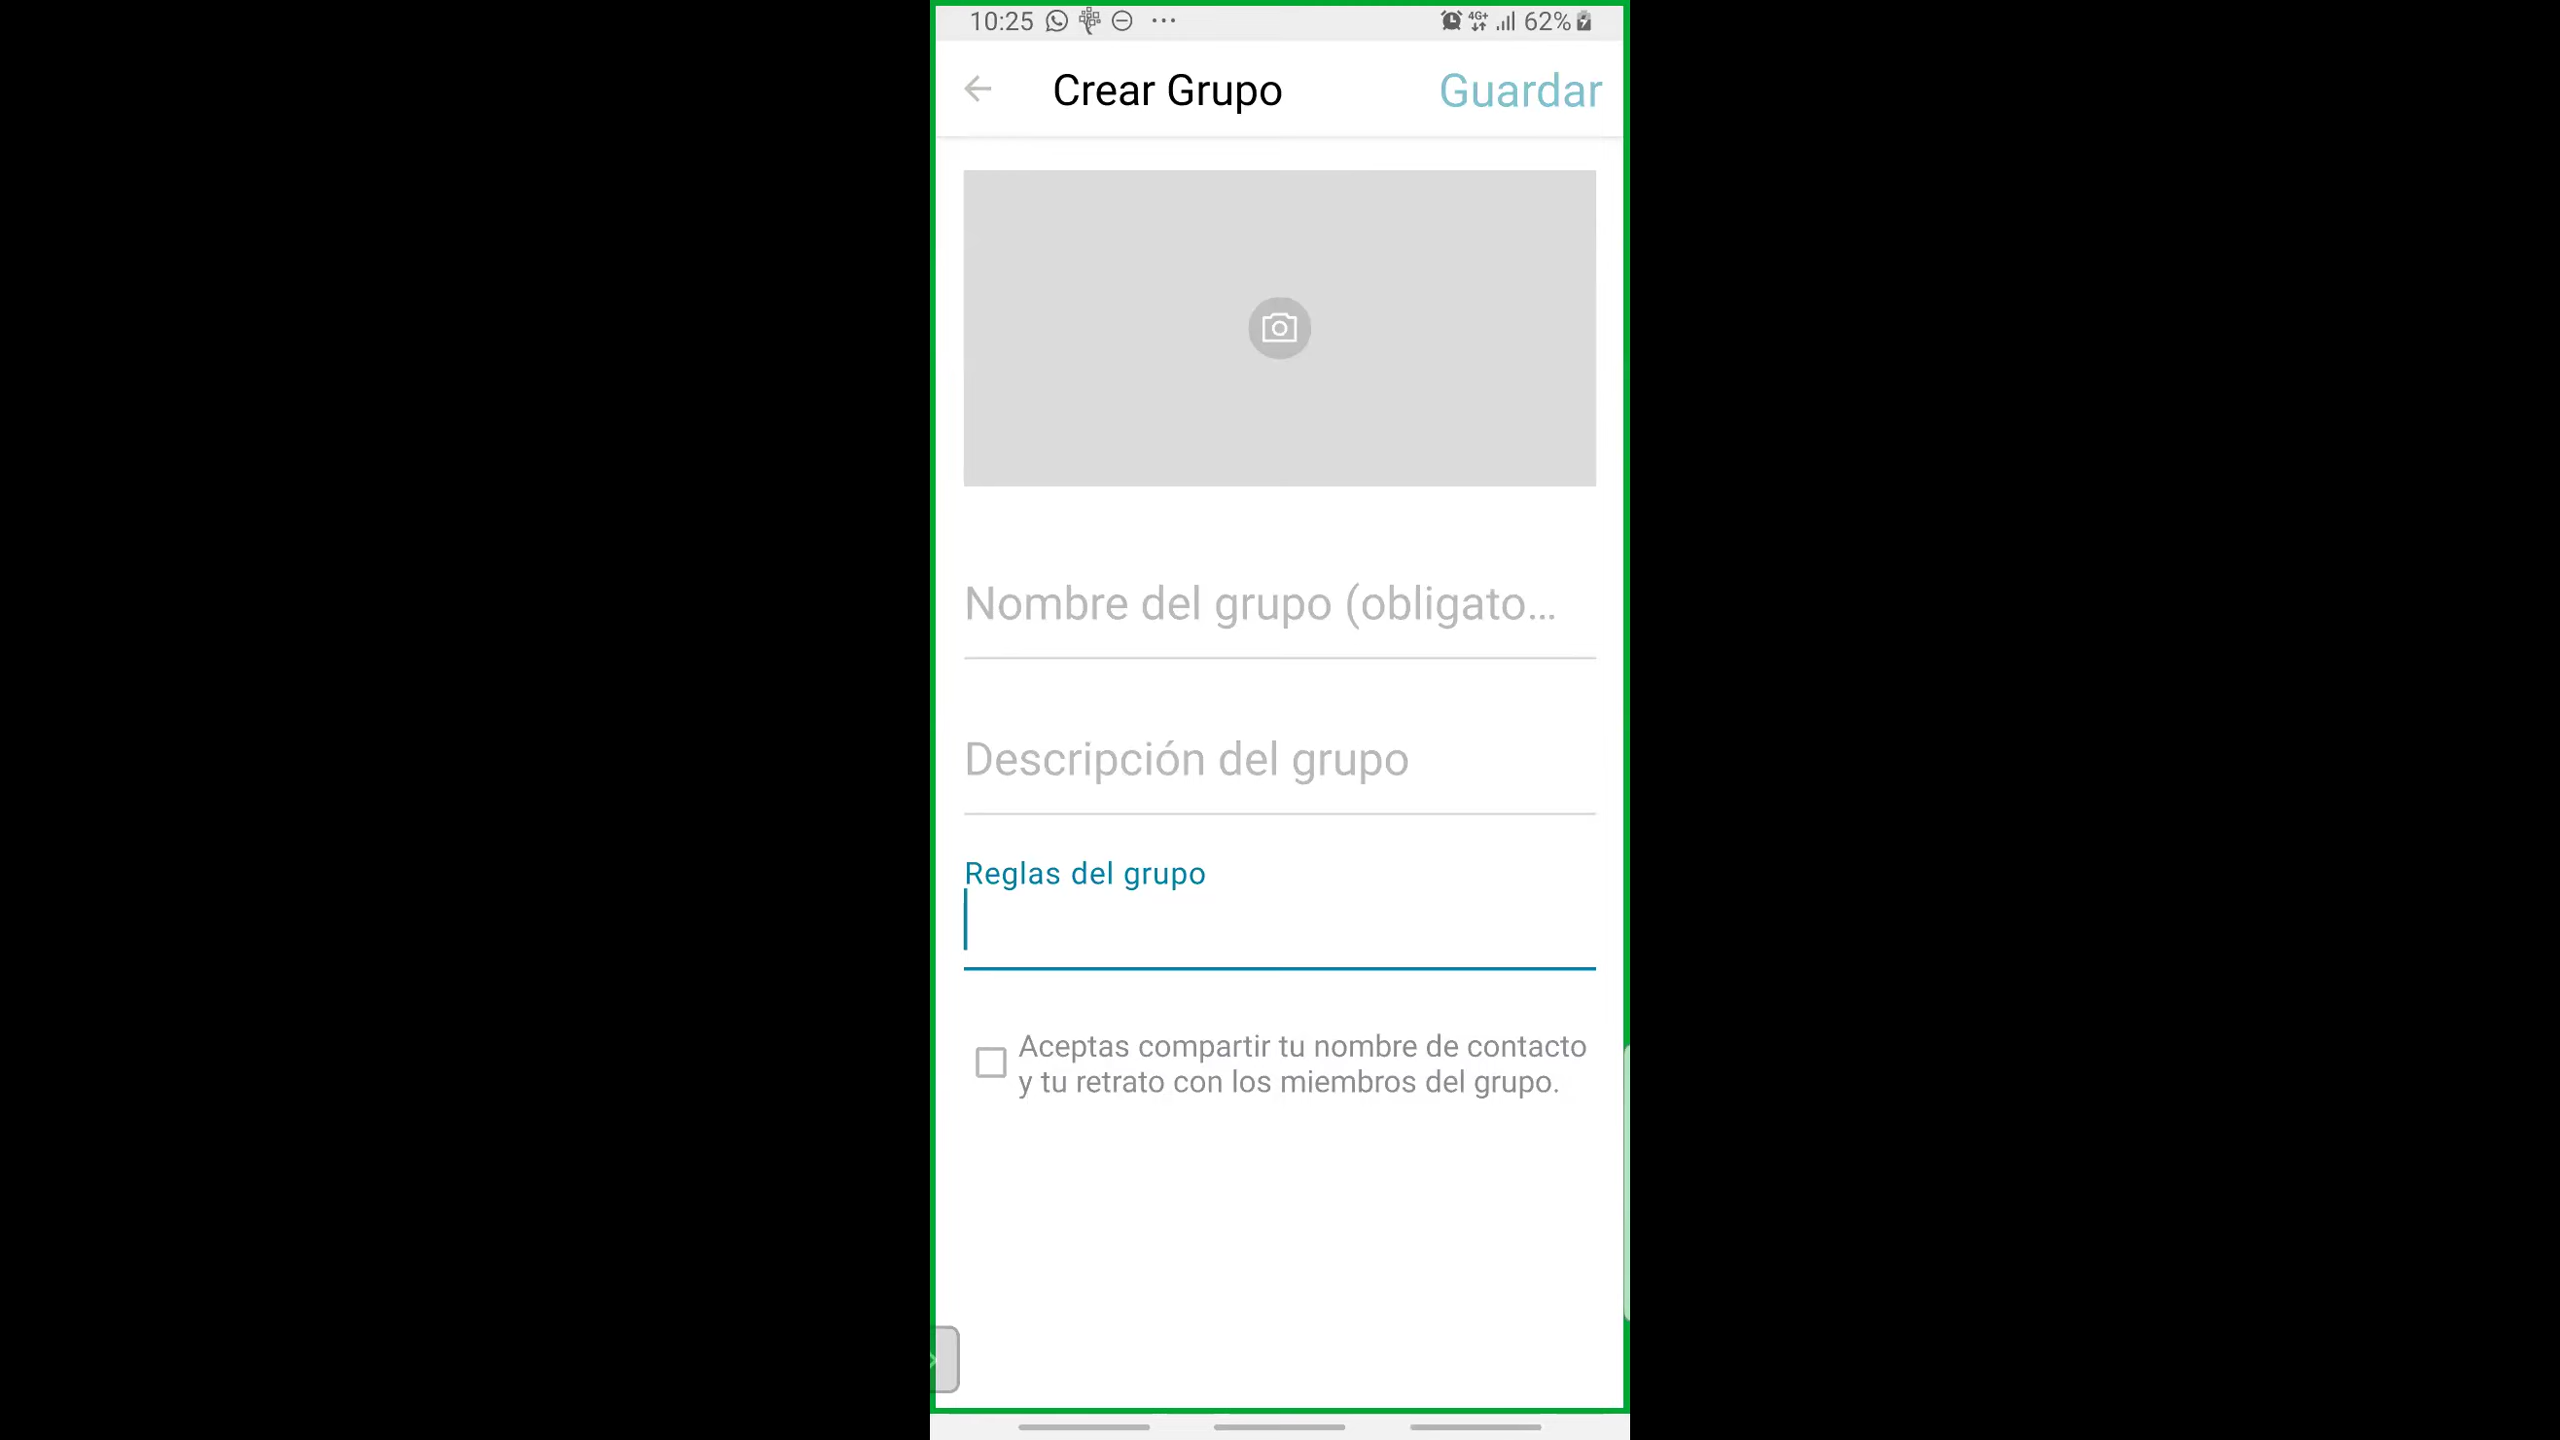 10:25 ... 4G+ 62%
Crear Grupo Guardar
Nombre del grupo (obligato...
Descripción del grupo
Reglas del grupo
Aceptas compartir tu nombre de contacto
y tu retrato con los miembros del grupo.